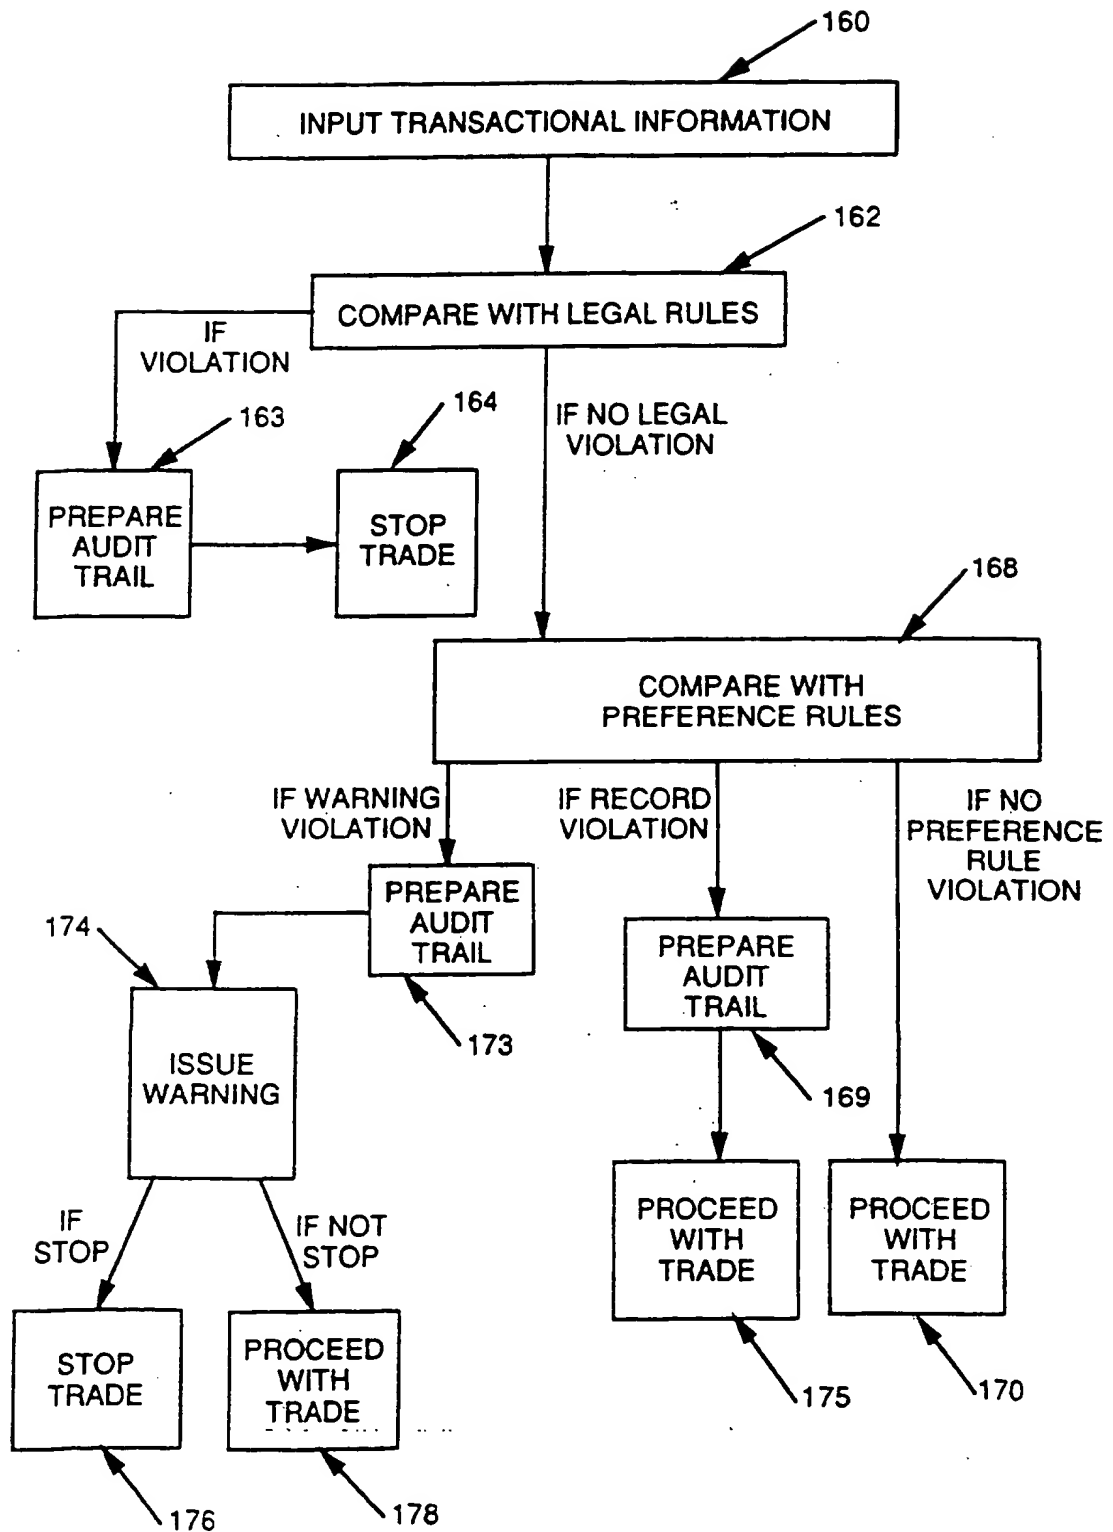 160
INPUT TRANSACTIONAL INFORMATION
162
COMPARE WITH LEGAL RULES
IF
VIOLATION
163
164
IF NO LEGAL
VIOLATION
PREPARE
AUDIT
TRAIL
STOP
TRADE
168
COMPARE WITH
PREFERENCE RULES
IF WARNING
VIOLATION
IF RECORD
VIOLATION
IF NO
PREFERENCE
RULE
VIOLATION
PREPARE
AUDIT
TRAIL
174
PREPARE
AUDIT
TRAIL
173
ISSUE
WARNING
169
IF
STOP
IF NOT
STOP
PROCEED
WITH
TRADE
PROCEED
WITH
TRADE
STOP
TRADE
PROCEED
WITH
TRADE
175
170
176
178